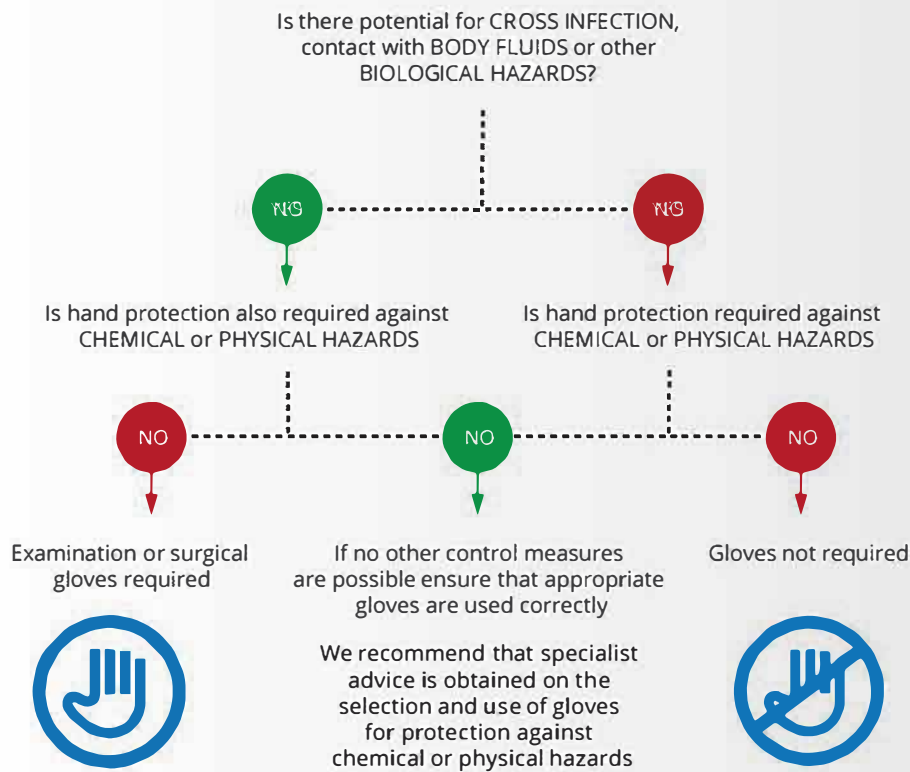 Is there potential for CROSS INFECTION,
contact with BODY FLUIDS or other
BIOLOGICAL HAZARDS?
NO
NO
Is hand protection also required against
CHEMICAL or PHYSICAL HAZARDS
Is hand protection required against
CHEMICAL or PHYSICAL HAZARDS
NO
NO
NO
Examination or surgical
gloves required
If no other control measures
are possible ensure that appropriate
gloves are used correctly
We recommend that specialist
advice is obtained on the
selection and use of gloves
for protection against
chemical or physical hazards
Gloves not required